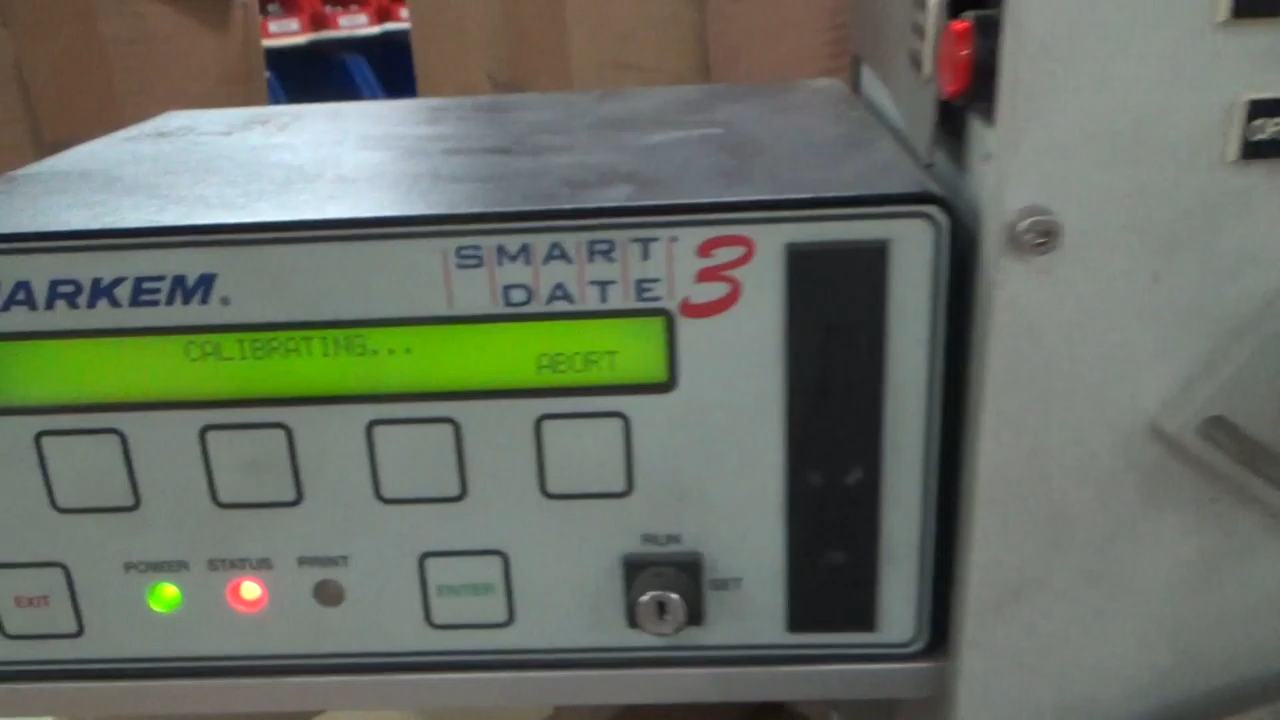 ARKEM®
SMART
DATE 3
CALIBRATING...
ABORT
POWER STATUS PRINT
RUN
SET
EXIT
ENTER